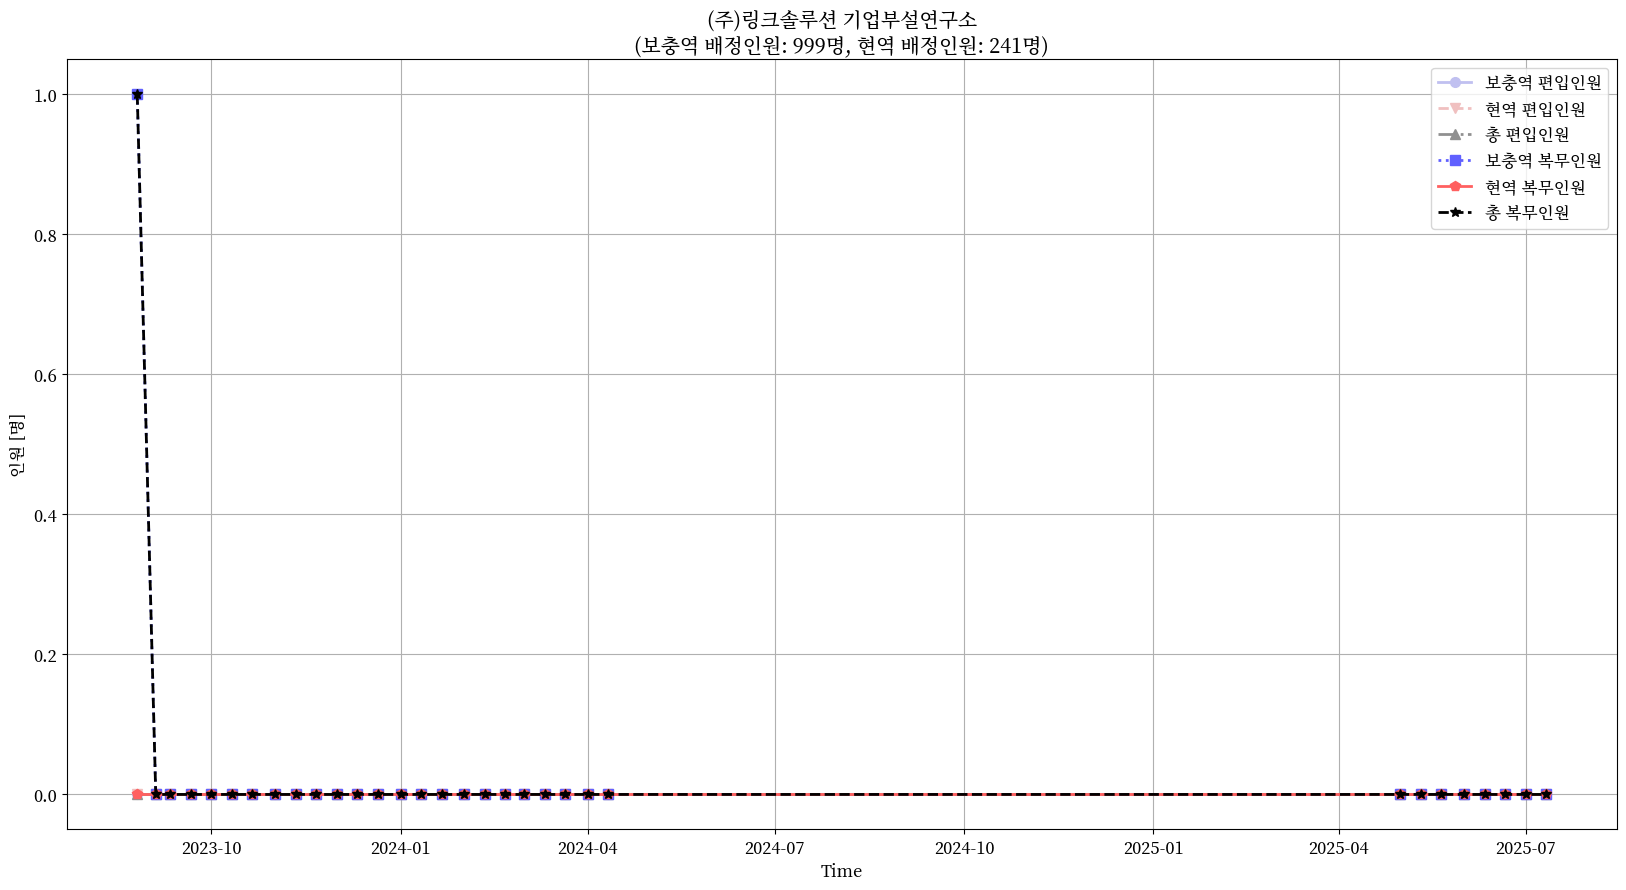 (주)링크솔루션 기업부설연구소
(보충역 배정인원: 999명, 현역 배정인원: 241명)
보충역 편입인원
현역 편입인원
총 편입인원
보충역 복무인원
현역 복무인원
총 복무인원
인원 [명]
1.0
0.8
0.6
0.4
0.2
0.0
2023-10
2024-01
2024-04
2024-07
2024-10
2025-01
2025-04
2025-07
Time